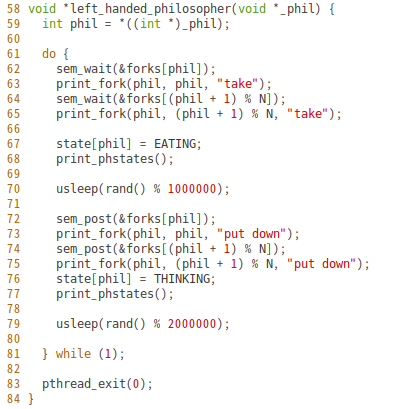 58 void *left_handed_philosopher(void *_phil) {
59   int phil = *((int *)_phil);
60
61   do {
62     sem_wait(&forks[phil]);
63     print_fork(phil, phil, "take");
64     sem_wait(&forks[(phil + 1) % N]);
65     print_fork(phil, (phil + 1) % N, "take");
66
67     state[phil] = EATING;
68     print_phstates();
69
70     usleep(rand() % 1000000);
71
72     sem_post(&forks[phil]);
73     print_fork(phil, phil, "put down");
74     sem_post(&forks[(phil + 1) % N]);
75     print_fork(phil, (phil + 1) % N, "put down");
76     state[phil] = THINKING;
77     print_phstates();
78
79     usleep(rand() % 2000000);
80
81   } while (1);
82
83   pthread_exit(0);
84 }